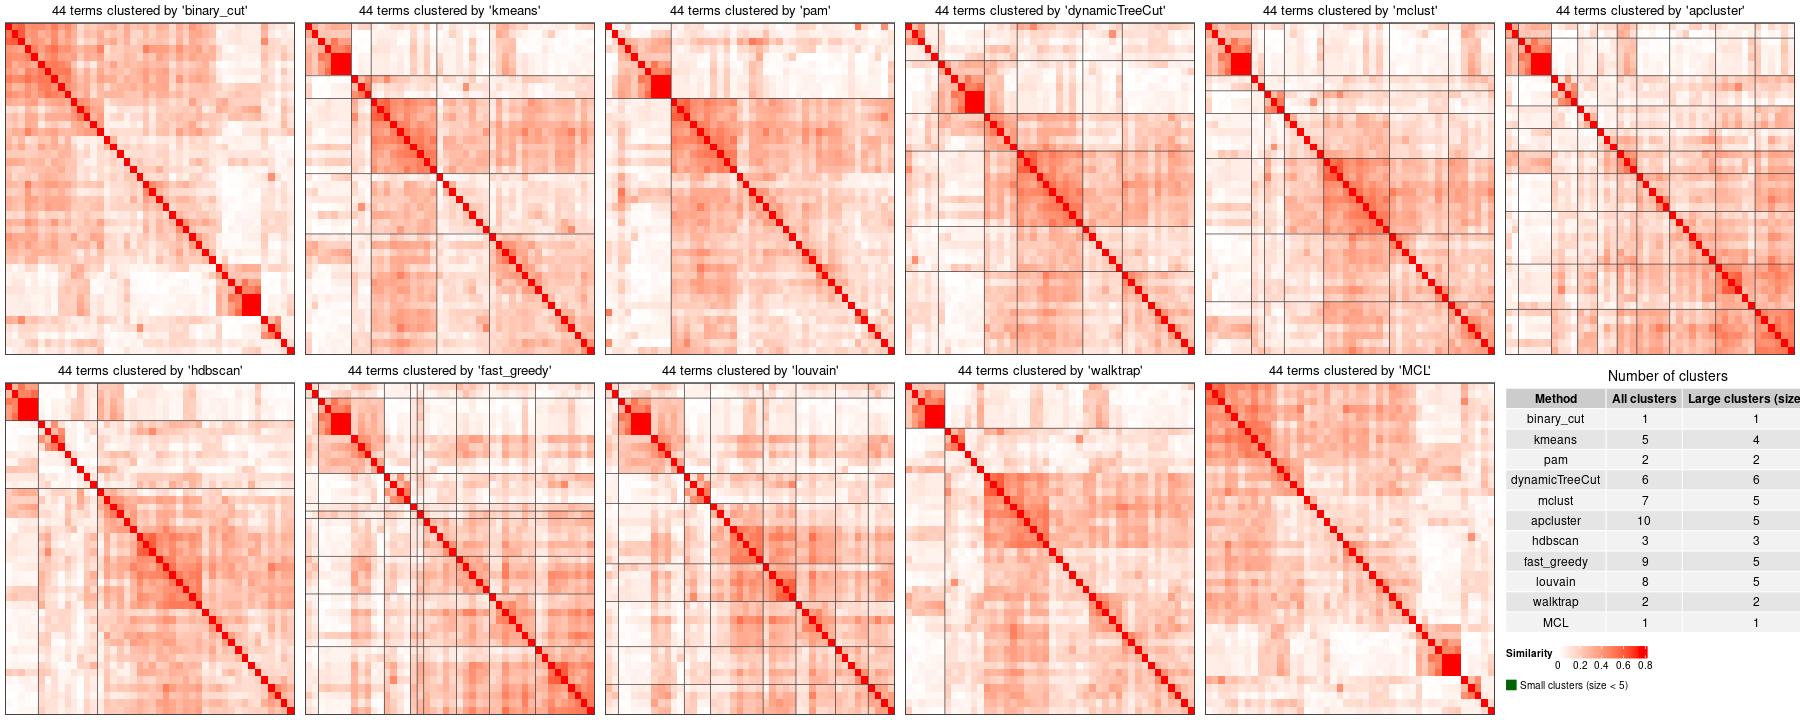 44 terms clustered by 'binary_cut'
44 terms clustered by 'kmeans'
44 terms clustered by 'pam'
44 terms clustered by 'dynamicTreeCut'
44 terms clustered by 'mclust'
44 terms clustered by 'apcluster'
44 terms clustered by 'hdbscan'
44 terms clustered by 'fast_greedy'
44 terms clustered by 'louvain'
44 terms clustered by 'walktrap'
44 terms clustered by 'MCL'
Number of clusters
Method All clusters Large clusters (size
binary_cut 1 1
kmeans 5 4
pam 2 2
dynamicTreeCut 6 6
mclust 7 5
apcluster 10 5
hdbscan 3 3
fast_greedy 9 5
louvain 8 5
walktrap 2 2
MCL 1 1
Similarity
0 0.2 0.4 0.6 0.8
Small clusters (size < 5)